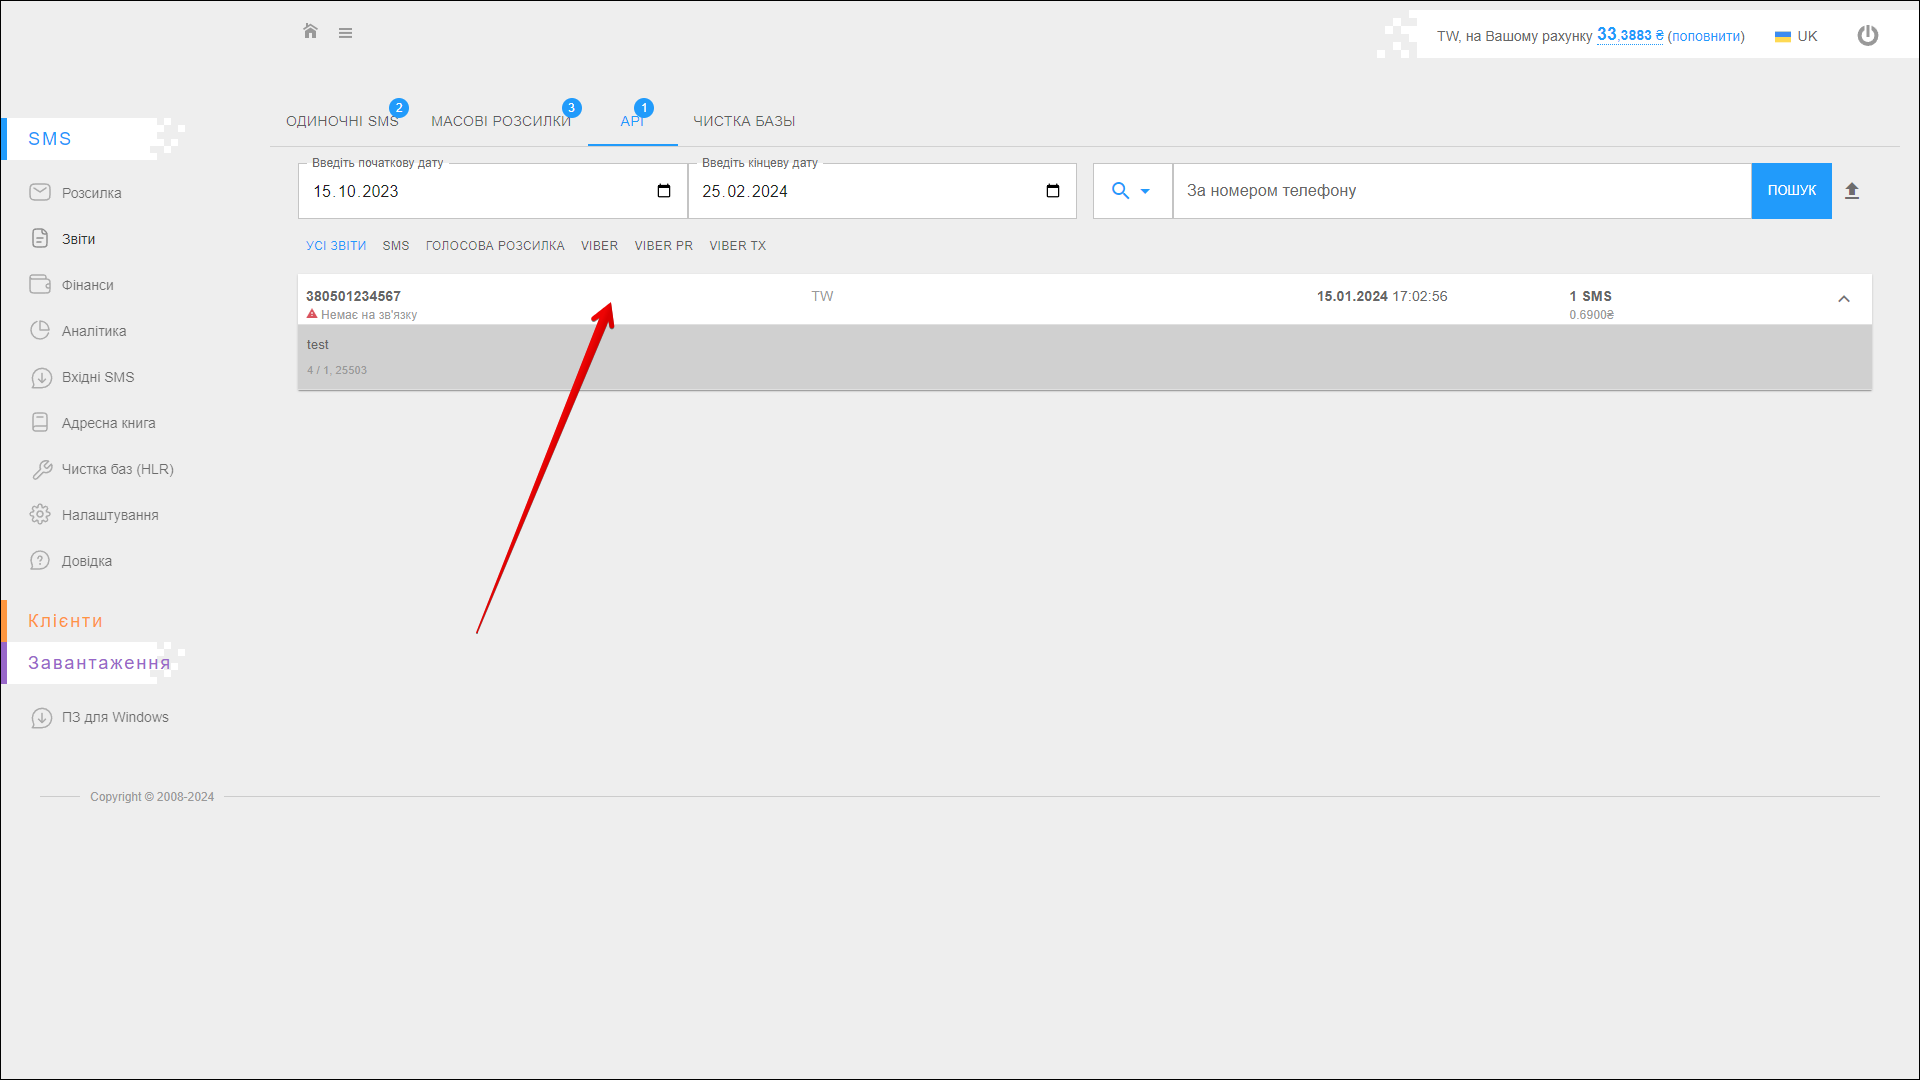 TW, на Вашому рахунку 33,3883 ₴ (поповнити)
UK
SMS
Розсилка
Звіти
Фінанси
Аналітика
Вхідні SMS
Адресна книга
Чистка баз (HLR)
Налаштування
Довідка
Клієнти
Завантаження
ПЗ для Windows
ОДИНОЧНІ SMS 2
МАСОВІ РОЗСИЛКИ 3
API 1
ЧИСТКА БАЗЫ
Введіть початкову дату
15.10.2023
Введіть кінцеву дату
25.02.2024
За номером телефону
ПОШУК
УСІ ЗВІТИ SMS ГОЛОСОВА РОЗСИЛКА VIBER VIBER PR VIBER TX
380501234567 TW 15.01.2024 17:02:56 1 SMS
Немає на зв'язку 0.6900₴
test
4 / 1, 25503
Copyright © 2008-2024